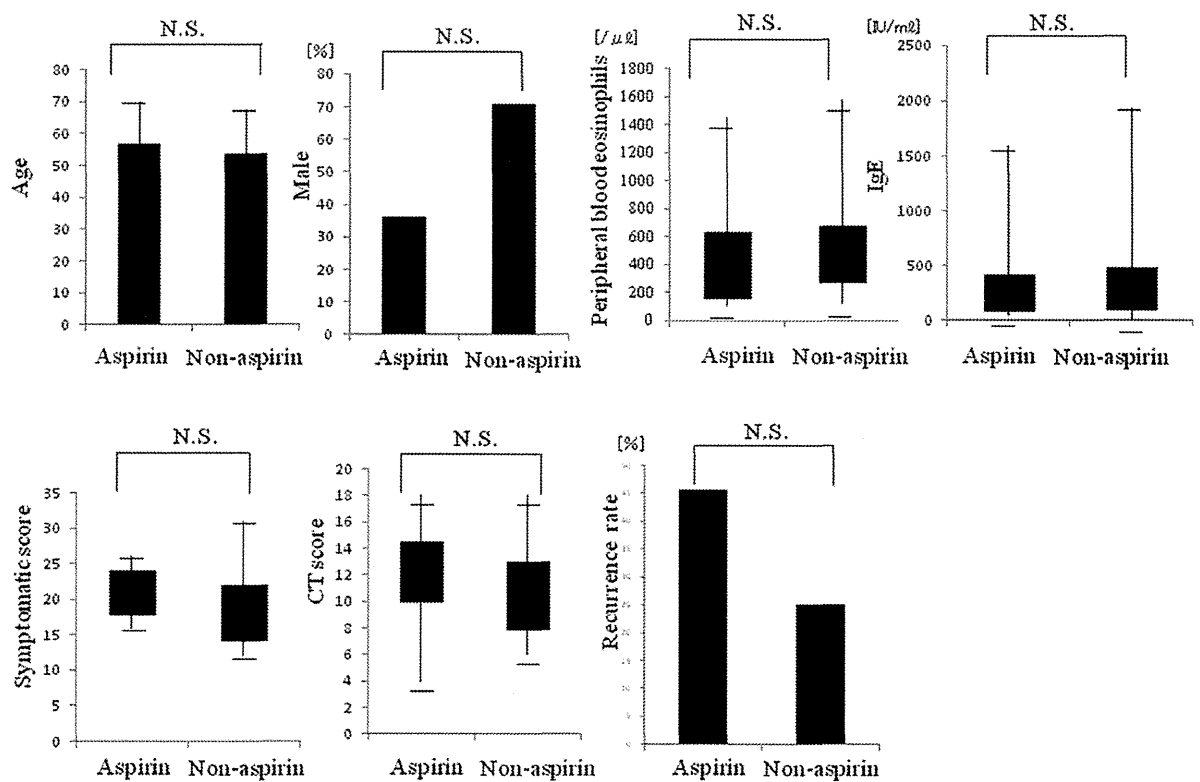 N.S.
[%]
N.S.
[/μℓ]
N.S.
[IU/mℓ]
N.S.
80
70
60
50
40
30
20
10
0
Age
Aspirin Non-aspirin
80
70
60
50
40
30
20
10
0
Male
Aspirin Non-aspirin
1800
1600
1400
1200
1000
800
600
400
200
0
Peripheral blood eosinophils
Aspirin Non-aspirin
2500
2000
1500
1000
500
0
IgE
Aspirin Non-aspirin
N.S.
35
30
25
20
15
10
5
0
Symptomatic score
Aspirin Non-aspirin
N.S.
20
18
16
14
12
10
8
6
4
2
0
CT score
Aspirin Non-aspirin
[%]
N.S.
Recurrence rate
Aspirin Non-aspirin